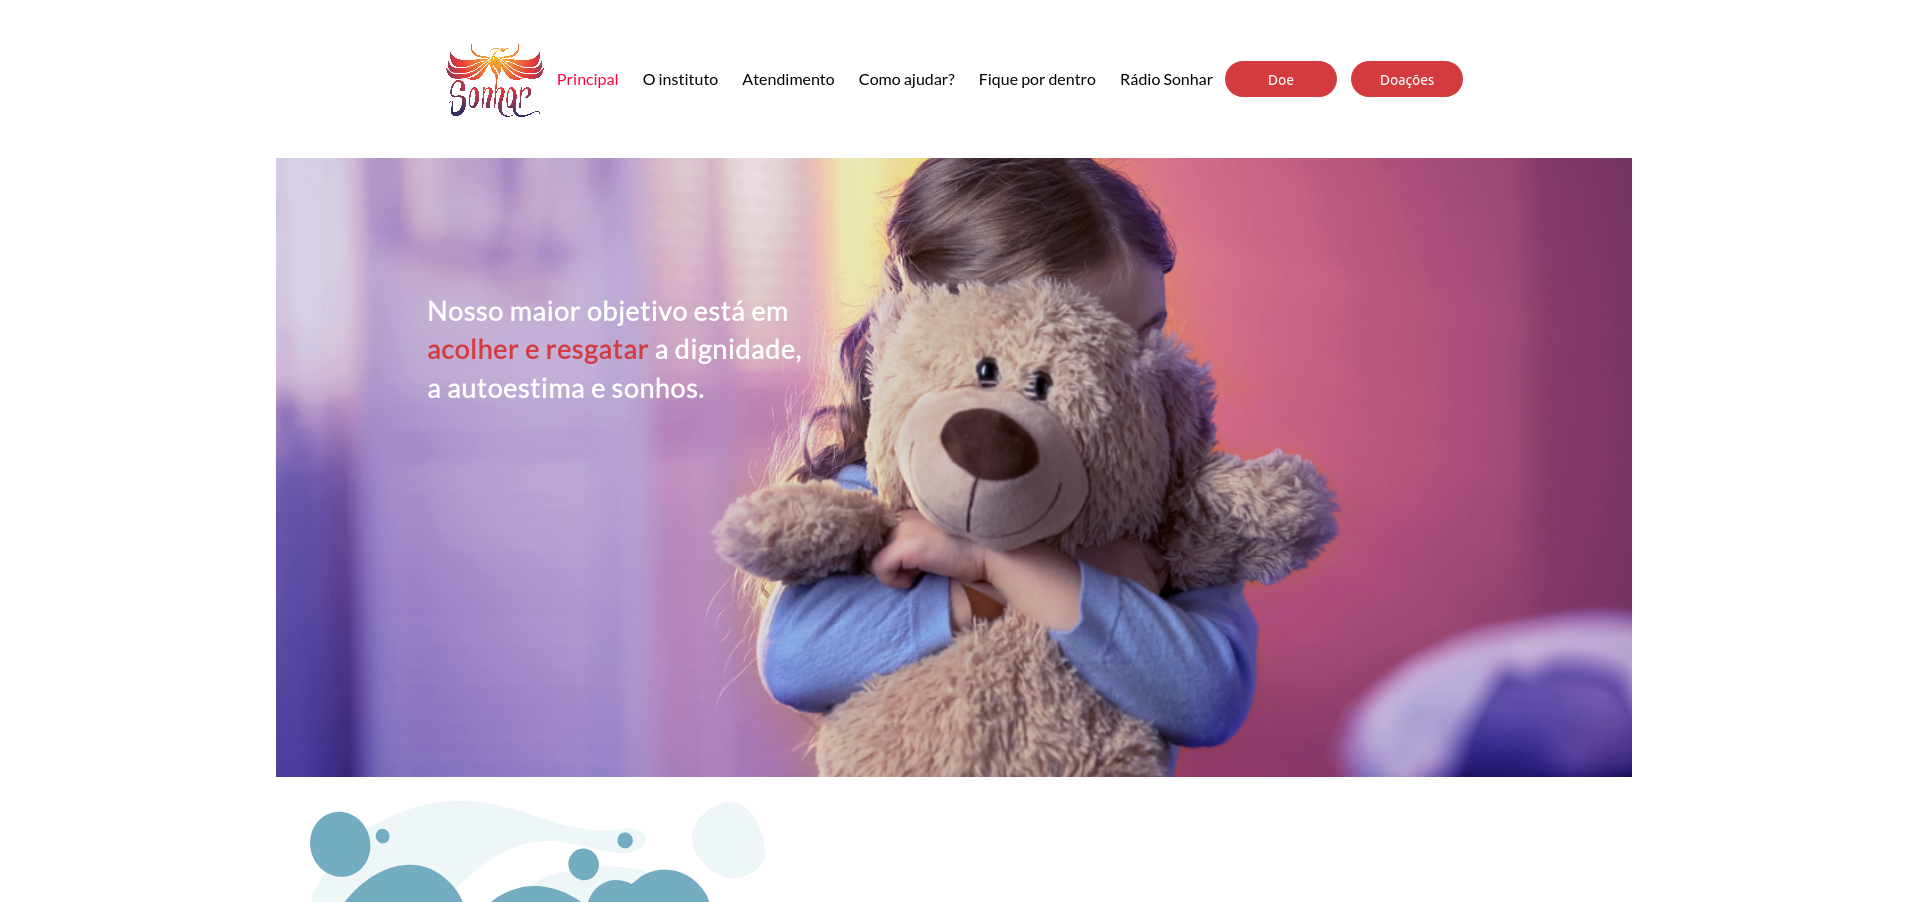 Sonhar
Principal O instituto Atendimento Como ajudar? Fique por dentro Rádio Sonhar Doe Doações
Nosso maior objetivo está em
acolher e resgatar a dignidade,
a autoestima e sonhos.